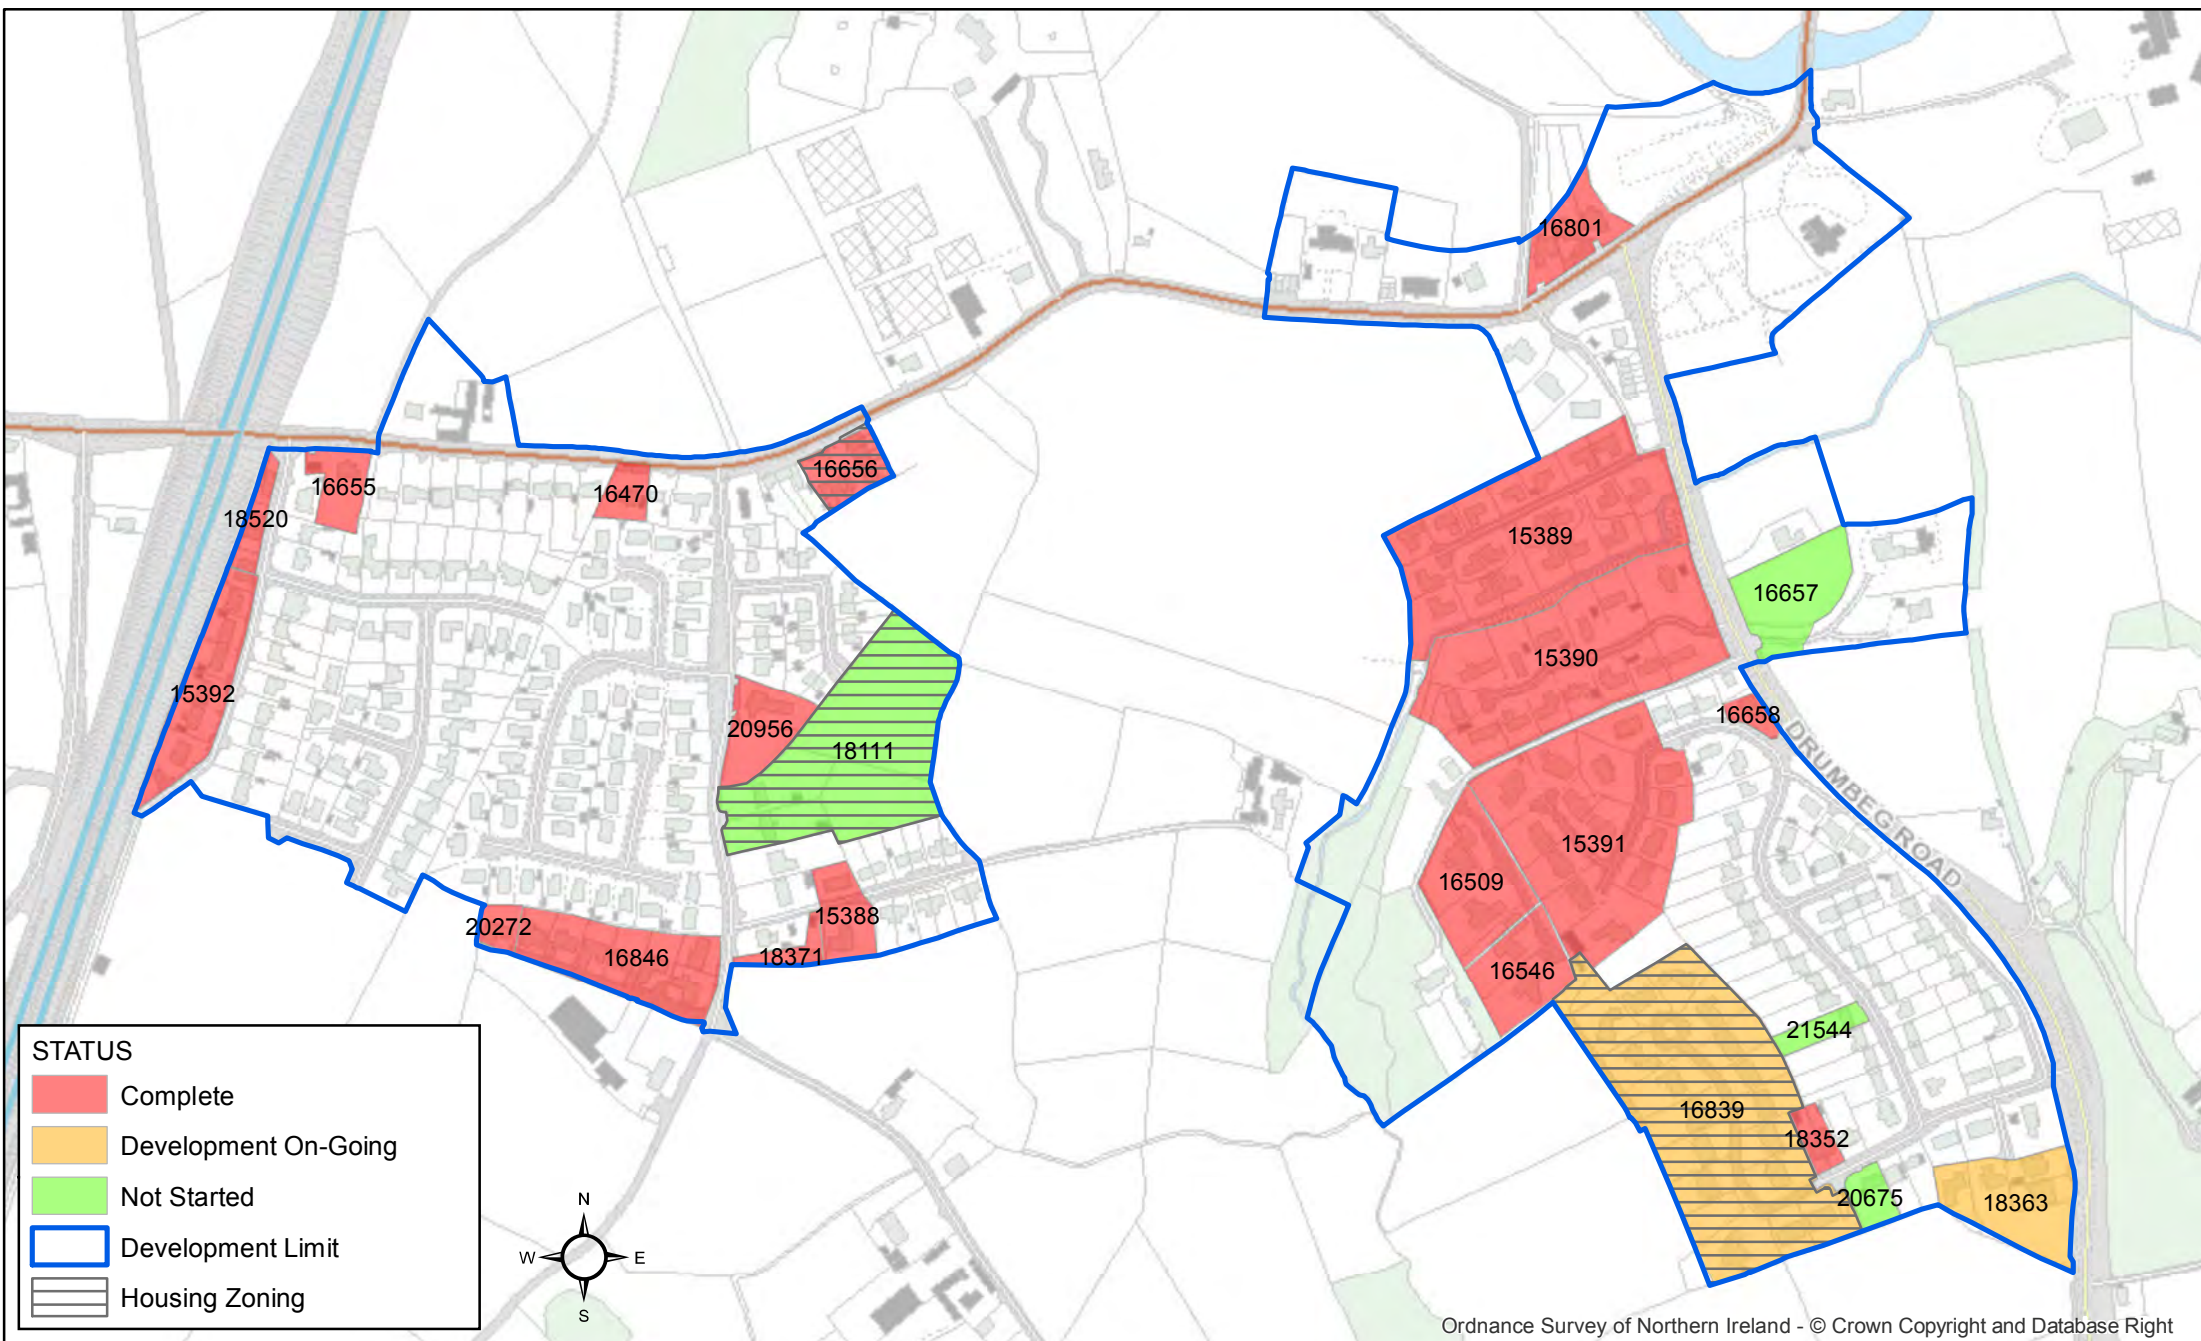 16801
16656
16655
16470
18520
15389
16657
15390
15392
16658
20956
18111
DRUMBEG ROAD
15391
16509
15388
20272
16846
18371
16546
21544
16839
18352
20675
18363
STATUS
Complete
Development On-Going
Not Started
Development Limit
Housing Zoning
N
W
E
S
Ordnance Survey of Northern Ireland - © Crown Copyright and Database Right